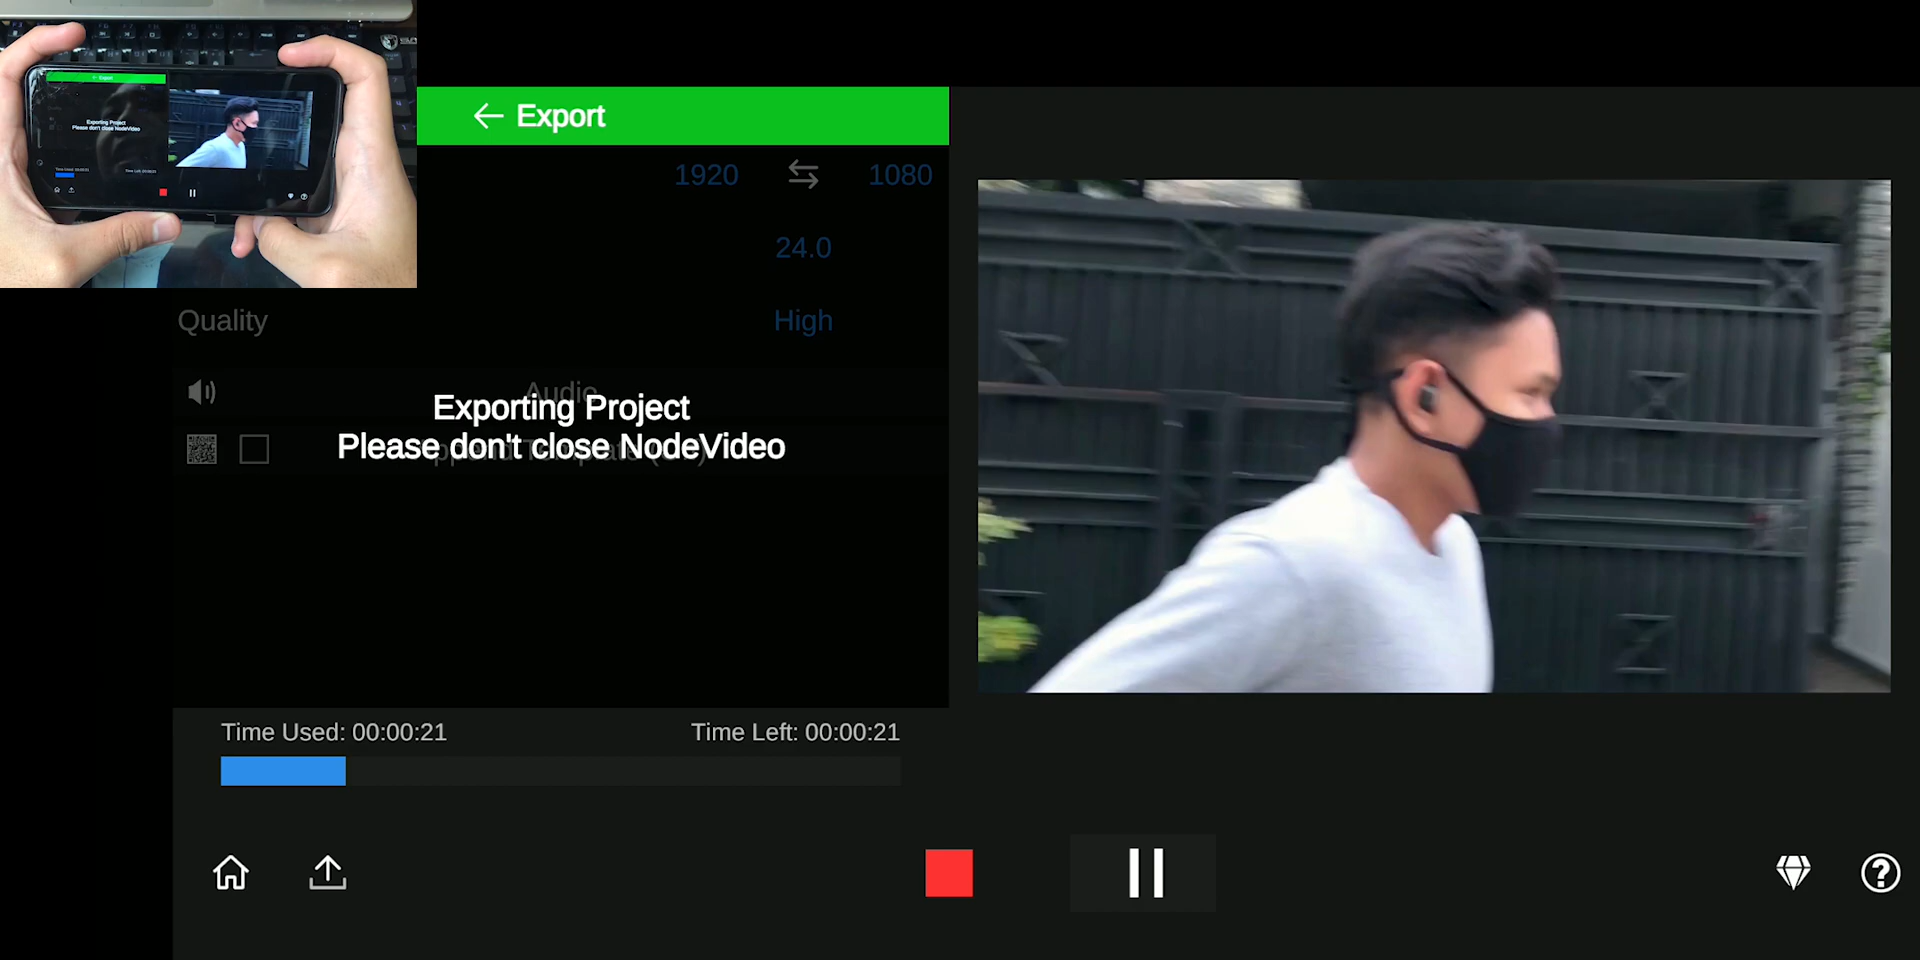 Export
1920 1080
24.0
Quality High
Audio
Exporting Project
Please don't close NodeVideo
Time Used: 00:00:21 Time Left: 00:00:21